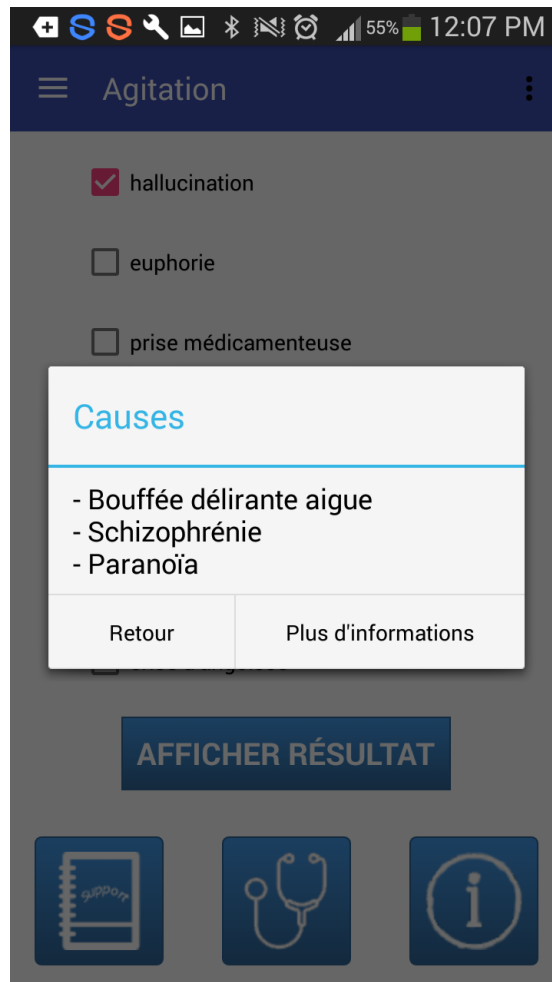 55% 12:07 PM
Agitation
hallucination
euphorie
prise médicamenteuse
Causes
- Bouffée délirante aigue
- Schizophrénie
- Paranoïa
Retour Plus d'informations
AFFICHER RÉSULTAT
support